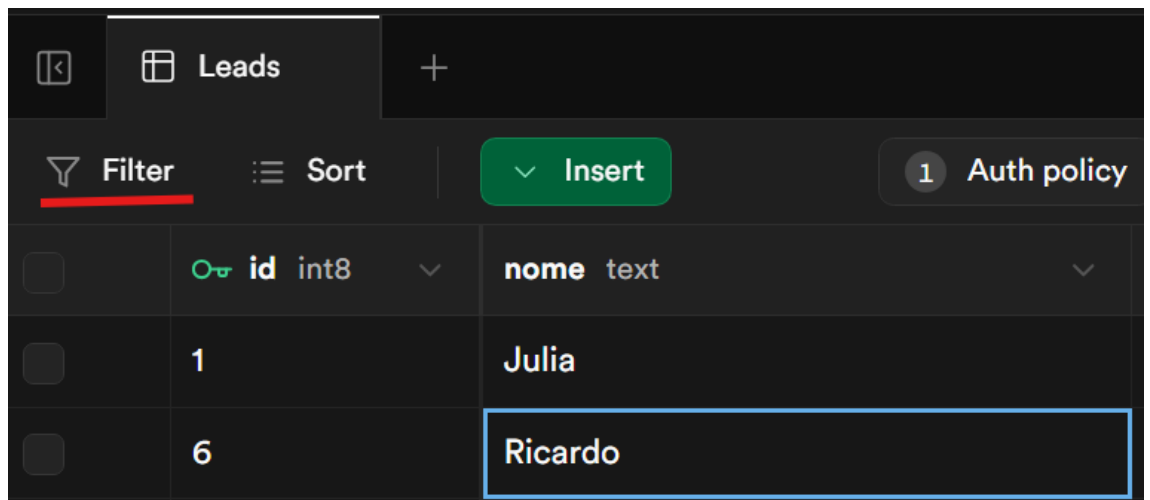 Leads
Filter Sort Insert 1 Auth policy
id int8 nome text
1 Julia
6 Ricardo